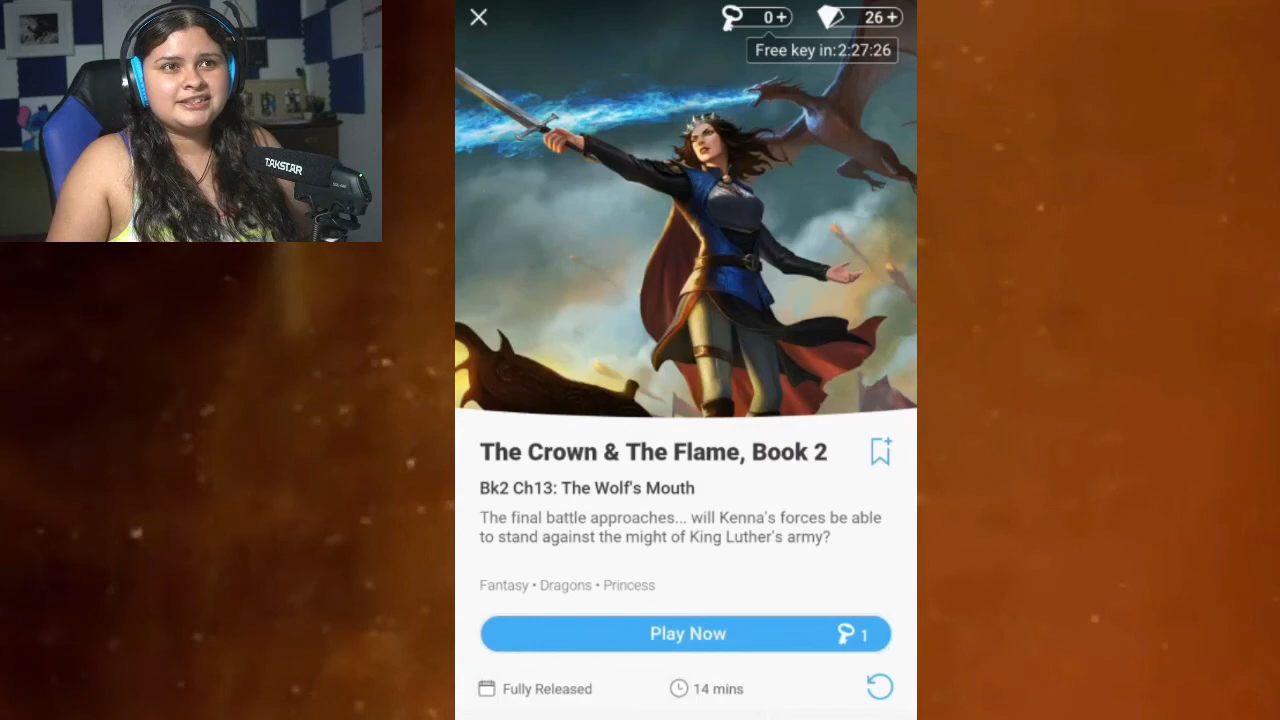 0 +
26 +
Free key in:2:27:26
TAKSTAR
The Crown & The Flame, Book 2
Bk2 Ch13: The Wolf's Mouth
The final battle approaches... will Kenna's forces be able
to stand against the might of King Luther's army?
Fantasy • Dragons • Princess
Play Now
1
Fully Released
14 mins